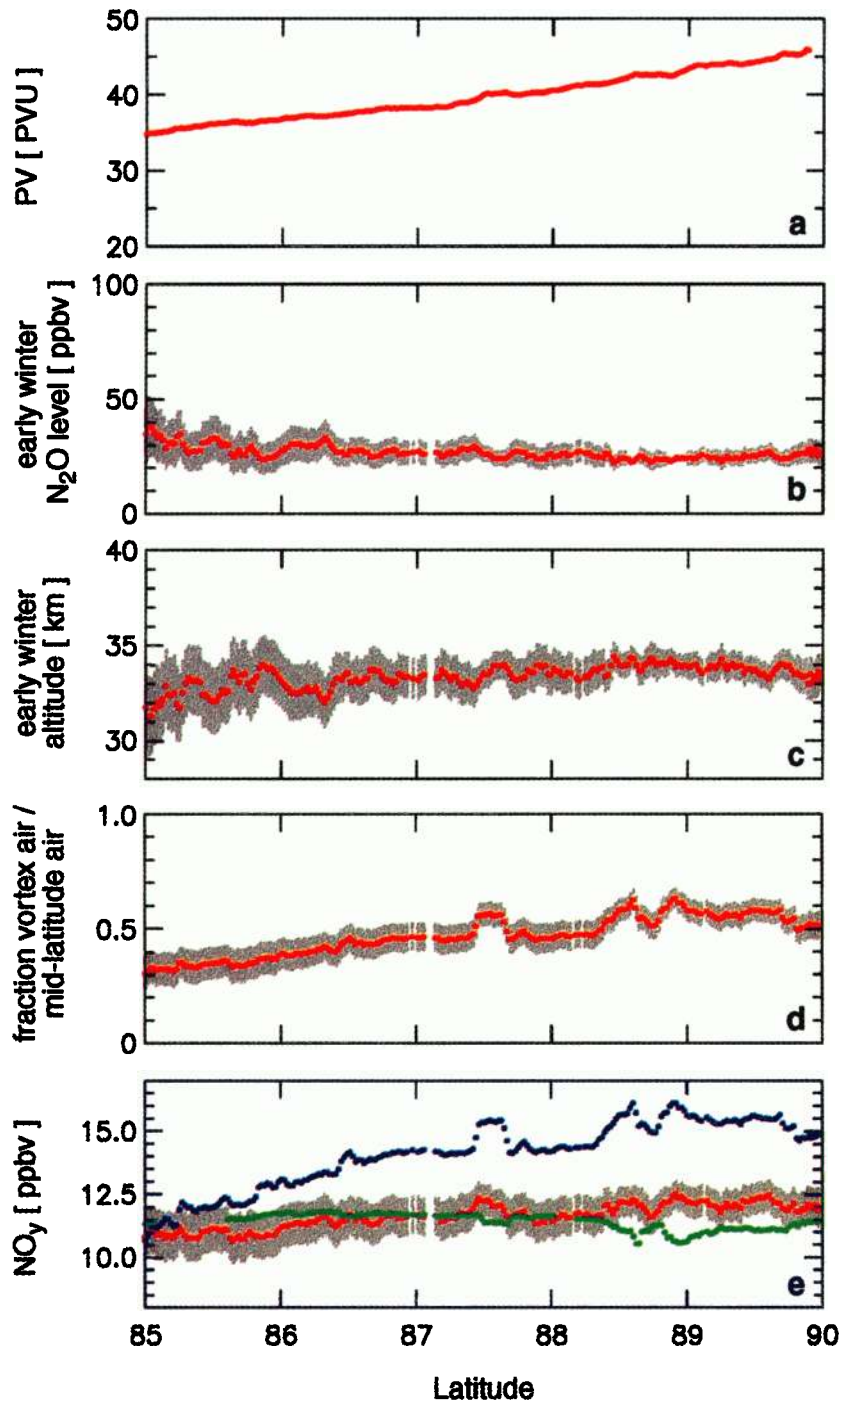 50
40
30
20
PV [ PVU ]
a
100
50
0
early winter
N2O level [ ppbv ]
b
40
35
30
early winter
altitude [ km ]
c
1.0
0.5
0
fraction vortex air /
mid-latitude air
d
15.0
12.5
10.0
NOy [ ppbv ]
e
85 86 87 88 89 90
Latitude